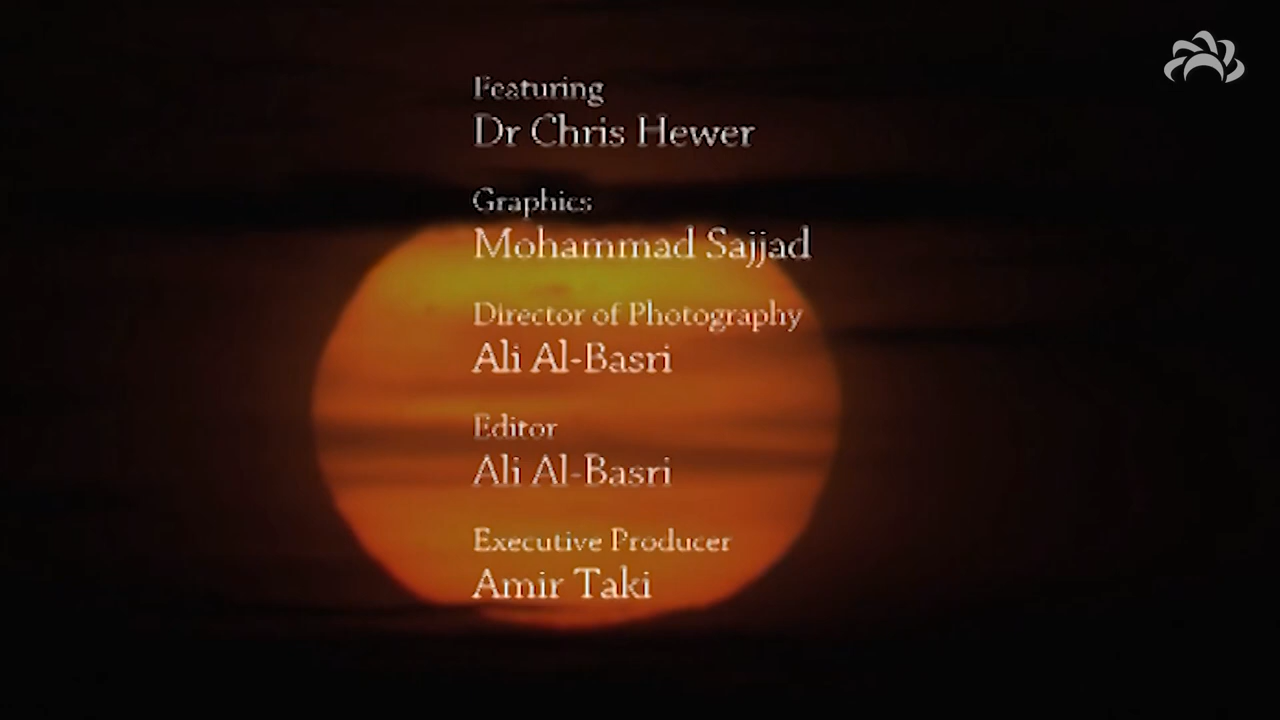 Featuring
Dr Chris Hewer
Graphics
Mohammad Sajjad
Director of Photography
Ali Al-Basri
Editor
Ali Al-Basri
Executive Producer
Amir Taki